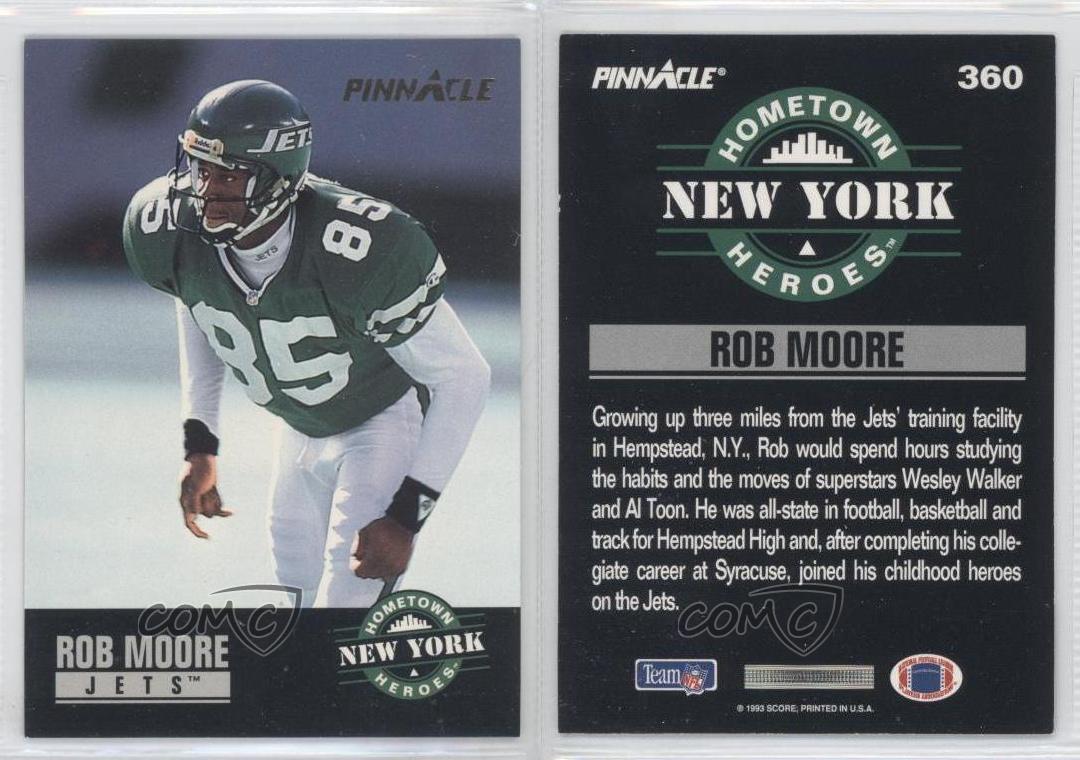 PINNACLE
JETS
85
85
JETS
85
Riddell
COMC
ROB MOORE
JETS™
HOMETOWN
NEW YORK
HEROES
PINNACLE®
360
HOMETOWN
NEW YORK
HEROES™
ROB MOORE
Growing up three miles from the Jets' training facility
in Hempstead, N.Y., Rob would spend hours studying
the habits and the moves of superstars Wesley Walker
and Al Toon. He was all-state in football, basketball and
track for Hempstead High and, after completing his colle-
giate career at Syracuse, joined his childhood heroes
on the Jets.
COMC
Team NFL
© 1993 SCORE; PRINTED IN U.S.A.